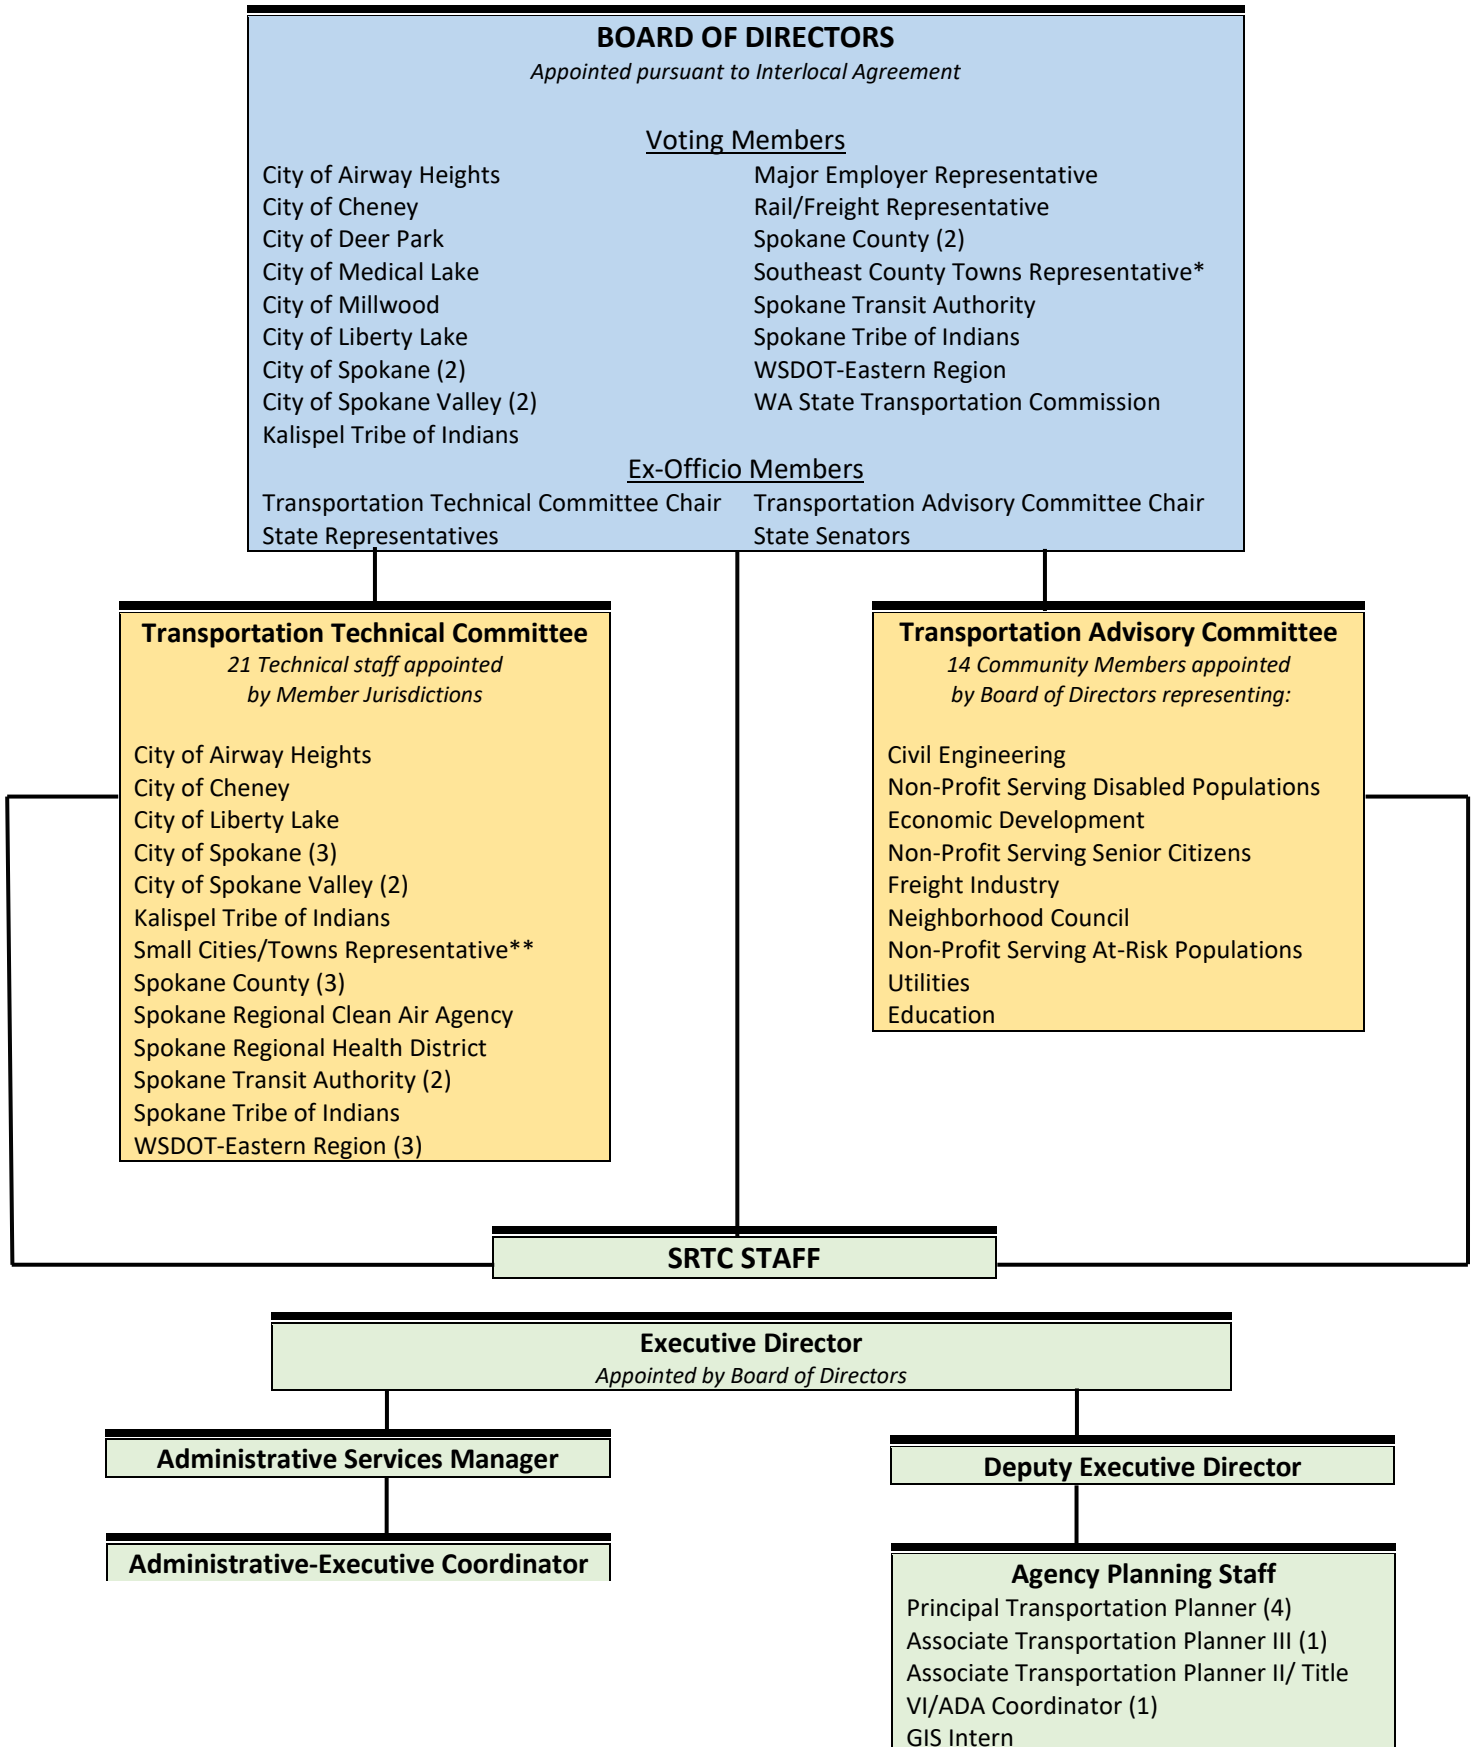 BOARD OF DIRECTORS
Appointed pursuant to Interlocal Agreement
Voting Members
City of Airway Heights
City of Cheney
City of Deer Park
City of Medical Lake
City of Millwood
City of Liberty Lake
City of Spokane (2)
City of Spokane Valley (2)
Kalispel Tribe of Indians
Major Employer Representative
Rail/Freight Representative
Spokane County (2)
Southeast County Towns Representative*
Spokane Transit Authority
Spokane Tribe of Indians
WSDOT-Eastern Region
WA State Transportation Commission
Ex-Officio Members
Transportation Technical Committee Chair
State Representatives
Transportation Advisory Committee Chair
State Senators
Transportation Technical Committee
21 Technical staff appointed
by Member Jurisdictions
City of Airway Heights
City of Cheney
City of Liberty Lake
City of Spokane (3)
City of Spokane Valley (2)
Kalispel Tribe of Indians
Small Cities/Towns Representative**
Spokane County (3)
Spokane Regional Clean Air Agency
Spokane Regional Health District
Spokane Transit Authority (2)
Spokane Tribe of Indians
WSDOT-Eastern Region (3)
Transportation Advisory Committee
14 Community Members appointed
by Board of Directors representing:
Civil Engineering
Non-Profit Serving Disabled Populations
Economic Development
Non-Profit Serving Senior Citizens
Freight Industry
Neighborhood Council
Non-Profit Serving At-Risk Populations
Utilities
Education
SRTC STAFF
Executive Director
Appointed by Board of Directors
Administrative Services Manager
Administrative-Executive Coordinator
Deputy Executive Director
Agency Planning Staff
Principal Transportation Planner (4)
Associate Transportation Planner III (1)
Associate Transportation Planner II/ Title
VI/ADA Coordinator (1)
GIS Intern